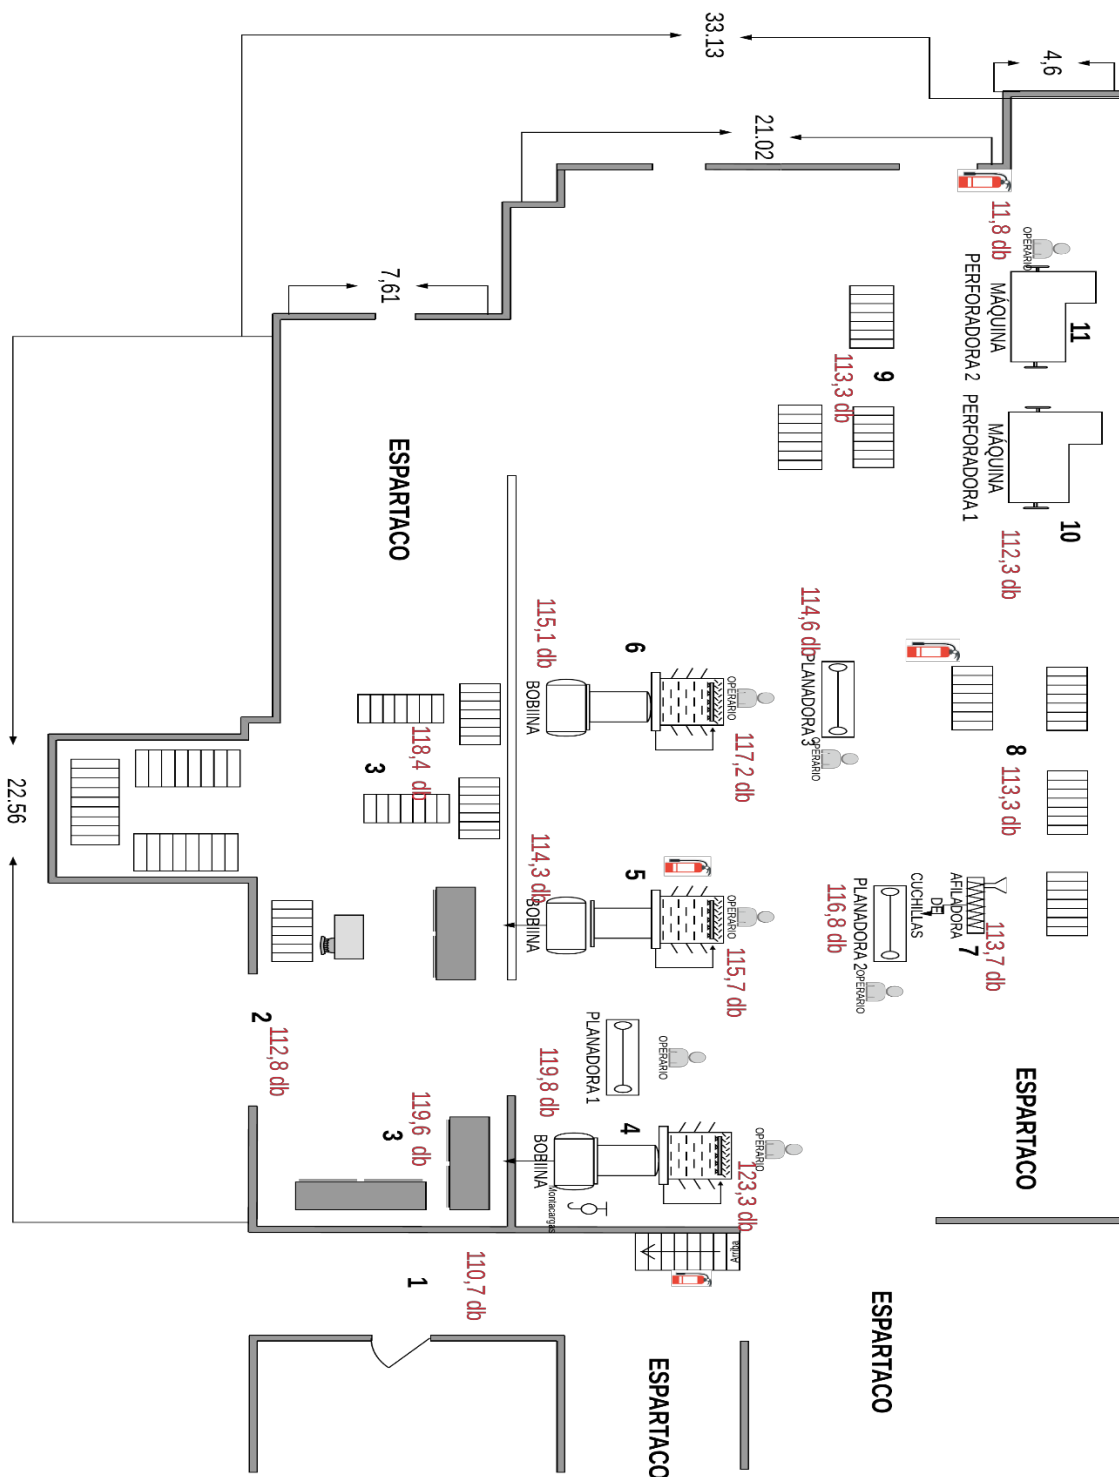 4,6
33.13
21.02
7,61
22.56
11,8 db
OPERARIO
11
MÁQUINA
PERFORADORA 2
MÁQUINA
PERFORADORA 1
10
112,3 db
9
113,3 db
ESPARTACO
115,1 db
BOBIINA
6
OPERARIO
117,2 db
114,6 db
PLANADORA 3
OPERARIO
8
113,3 db
118,4 db
3
114,3 db
BOBIINA
5
OPERARIO
115,7 db
116,8 db
PLANADORA 2
OPERARIO
AFILADORA
DE
CUCHILLAS
7
113,7 db
2
112,8 db
PLANADORA 1
OPERARIO
ESPARTACO
119,6 db
3
119,8 db
BOBIINA
4
OPERARIO
123,3 db
Montacargas
Arriba
1
110,7 db
ESPARTACO
ESPARTACO